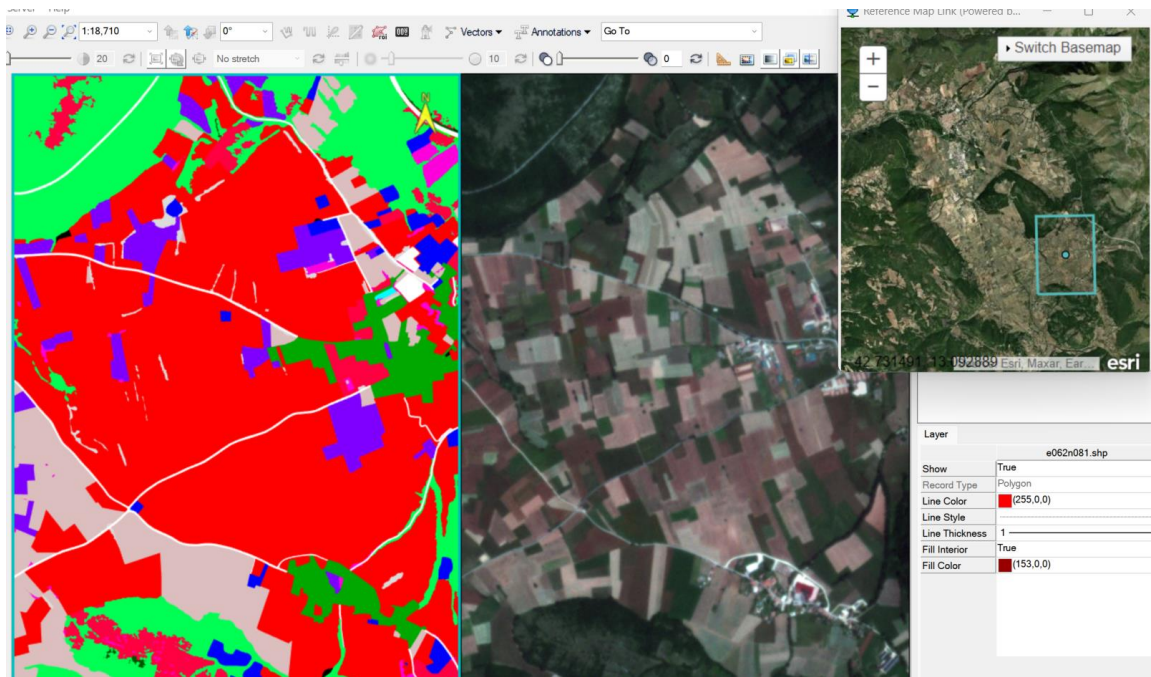 Server Help
Reference Map Link (Powered b...
1:18,710
0°
roi
Vectors
Annotations
Go To
20
No stretch
10
0
N
+
−
Switch Basemap
42.731491, 13.092889
Esri, Maxar, Ear...
esri
Layer
e062n081.shp
Show True
Record Type Polygon
Line Color (255,0,0)
Line Style
Line Thickness 1
Fill Interior True
Fill Color (153,0,0)